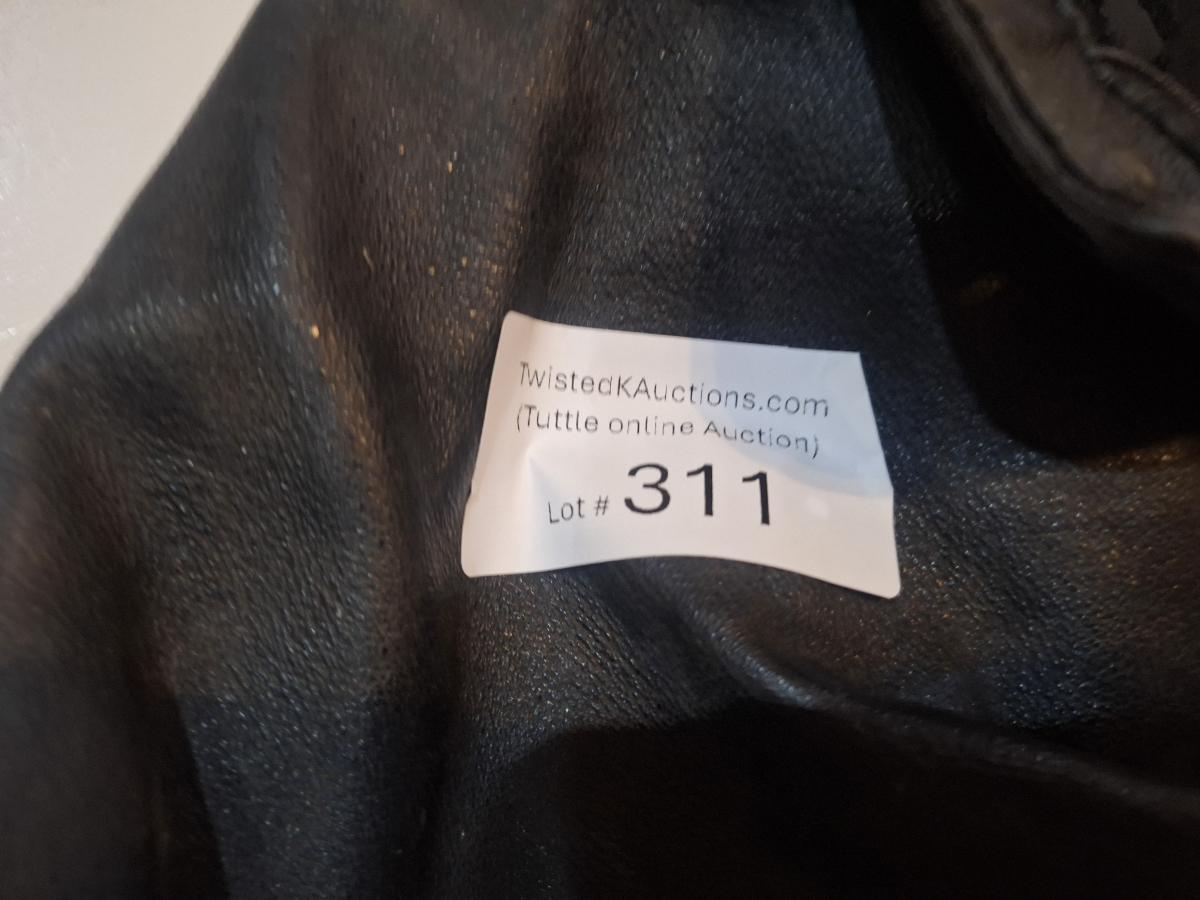 TwistedKAuctions.com
(Tuttle online Auction)
Lot # 311